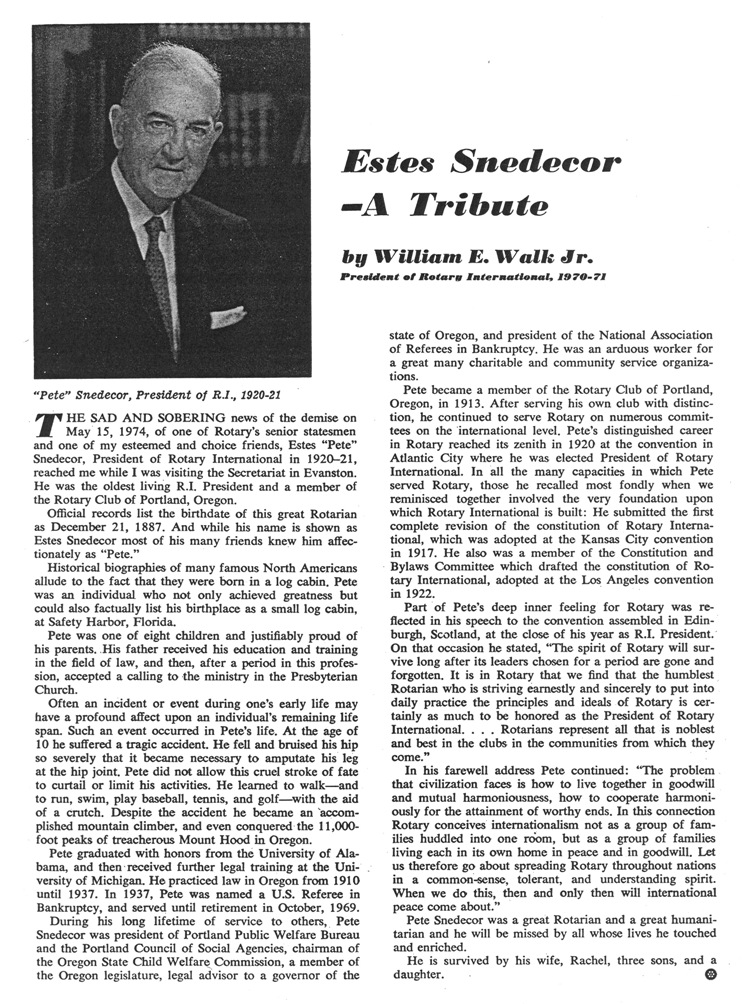 Estes Snedecor
—A Tribute
by William E. Walk Jr.
President of Rotary International, 1970-71
"Pete" Snedecor, President of R.I., 1920-21
THE SAD AND SOBERING news of the demise on
May 15, 1974, of one of Rotary's senior statesmen
and one of my esteemed and choice friends, Estes "Pete"
Snedecor, President of Rotary International in 1920–21,
reached me while I was visiting the Secretariat in Evanston.
He was the oldest living R.I. President and a member of
the Rotary Club of Portland, Oregon.
Official records list the birthdate of this great Rotarian
as December 21, 1887. And while his name is shown as
Estes Snedecor most of his many friends knew him affec-
tionately as "Pete."
Historical biographies of many famous North Americans
allude to the fact that they were born in a log cabin. Pete
was an individual who not only achieved greatness but
could also factually list his birthplace as a small log cabin,
at Safety Harbor, Florida.
Pete was one of eight children and justifiably proud of
his parents. His father received his education and training
in the field of law, and then, after a period in this profes-
sion, accepted a calling to the ministry in the Presbyterian
Church.
Often an incident or event during one's early life may
have a profound affect upon an individual's remaining life
span. Such an event occurred in Pete's life. At the age of
10 he suffered a tragic accident. He fell and bruised his hip
so severely that it became necessary to amputate his leg
at the hip joint. Pete did not allow this cruel stroke of fate
to curtail or limit his activities. He learned to walk—and
to run, swim, play baseball, tennis, and golf—with the aid
of a crutch. Despite the accident he became an accom-
plished mountain climber, and even conquered the 11,000-
foot peaks of treacherous Mount Hood in Oregon.
Pete graduated with honors from the University of Ala-
bama, and then received further legal training at the Uni-
versity of Michigan. He practiced law in Oregon from 1910
until 1937. In 1937, Pete was named a U.S. Referee in
Bankruptcy, and served until retirement in October, 1969.
During his long lifetime of service to others, Pete
Snedecor was president of Portland Public Welfare Bureau
and the Portland Council of Social Agencies, chairman of
the Oregon State Child Welfare Commission, a member of
the Oregon legislature, legal advisor to a governor of the
state of Oregon, and president of the National Association
of Referees in Bankruptcy. He was an arduous worker for
a great many charitable and community service organiza-
tions.
Pete became a member of the Rotary Club of Portland,
Oregon, in 1913. After serving his own club with distinc-
tion, he continued to serve Rotary on numerous commit-
tees on the international level. Pete's distinguished career
in Rotary reached its zenith in 1920 at the convention in
Atlantic City where he was elected President of Rotary
International. In all the many capacities in which Pete
served Rotary, those he recalled most fondly when we
reminisced together involved the very foundation upon
which Rotary International is built: He submitted the first
complete revision of the constitution of Rotary Interna-
tional, which was adopted at the Kansas City convention
in 1917. He also was a member of the Constitution and
Bylaws Committee which drafted the constitution of Ro-
tary International, adopted at the Los Angeles convention
in 1922.
Part of Pete's deep inner feeling for Rotary was re-
flected in his speech to the convention assembled in Edin-
burgh, Scotland, at the close of his year as R.I. President.
On that occasion he stated, "The spirit of Rotary will sur-
vive long after its leaders chosen for a period are gone and
forgotten. It is in Rotary that we find that the humblest
Rotarian who is striving earnestly and sincerely to put into
daily practice the principles and ideals of Rotary is cer-
tainly as much to be honored as the President of Rotary
International. . . . Rotarians represent all that is noblest
and best in the clubs in the communities from which they
come."
In his farewell address Pete continued: "The problem
that civilization faces is how to live together in goodwill
and mutual harmoniousness, how to cooperate harmoni-
ously for the attainment of worthy ends. In this connection
Rotary conceives internationalism not as a group of fam-
ilies huddled into one room, but as a group of families
living each in its own home in peace and in goodwill. Let
us therefore go about spreading Rotary throughout nations
in a common-sense, tolerant, and understanding spirit.
When we do this, then and only then will international
peace come about."
Pete Snedecor was a great Rotarian and a great humani-
tarian and he will be missed by all whose lives he touched
and enriched.
He is survived by his wife, Rachel, three sons, and a
daughter.